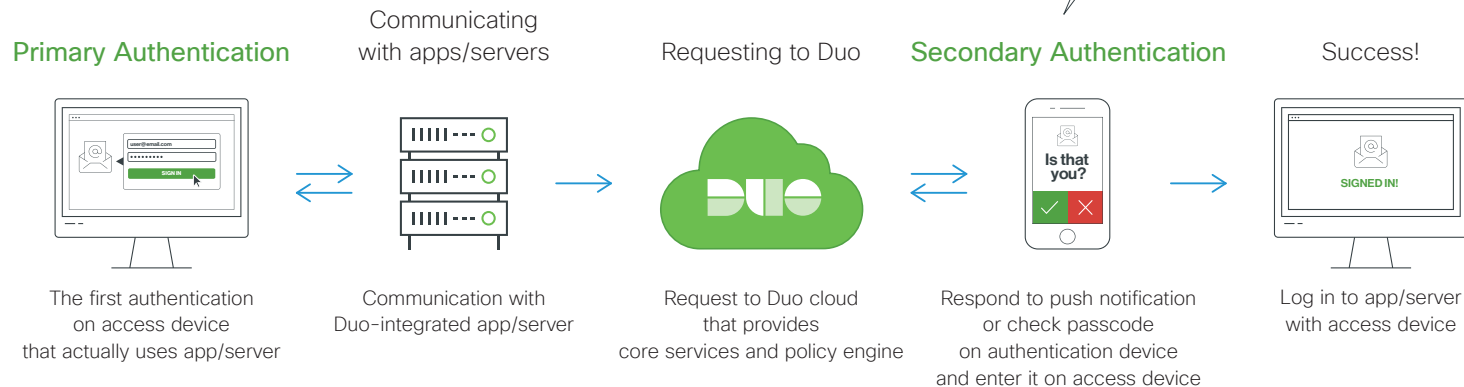 Primary Authentication
Communicating
with apps/servers
Requesting to Duo
Secondary Authentication
Success!
user@email.com
•••••••••
SIGN IN
DUO
Is that
you?
SIGNED IN!
The first authentication
on access device
that actually uses app/server
Communication with
Duo-integrated app/server
Request to Duo cloud
that provides
core services and policy engine
Respond to push notification
or check passcode
on authentication device
and enter it on access device
Log in to app/server
with access device